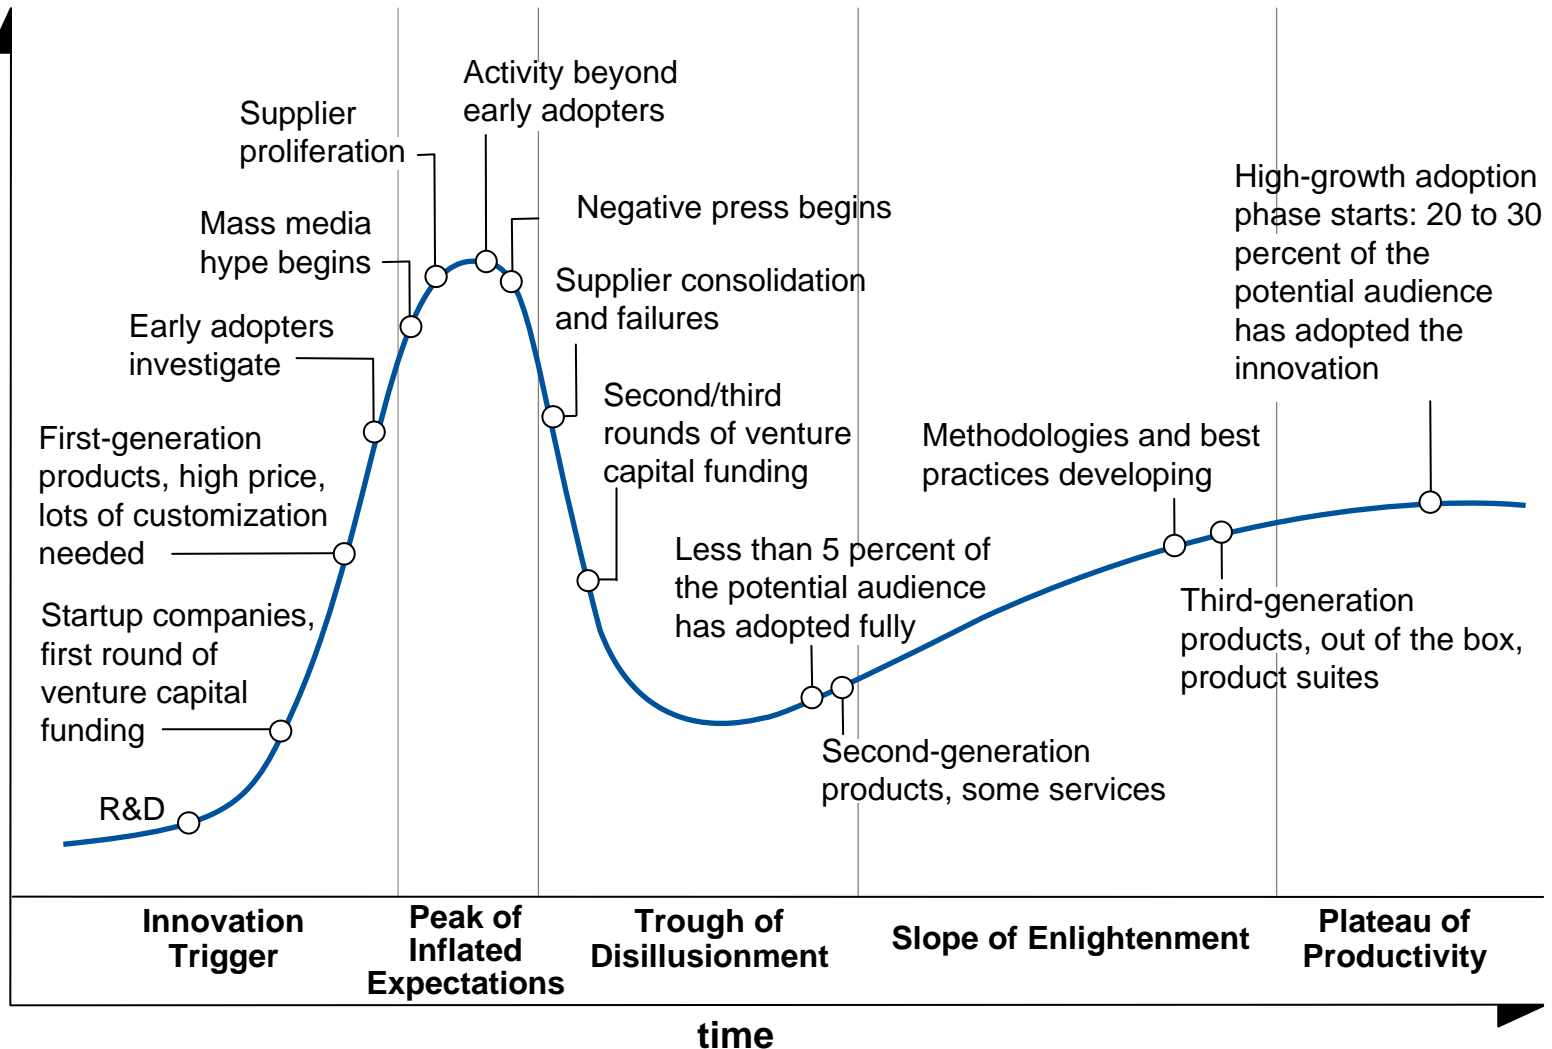 Activity beyond
early adopters
Supplier
proliferation
Negative press begins
Mass media
hype begins
Supplier consolidation
and failures
Early adopters
investigate
Second/third
rounds of venture
capital funding
First-generation
products, high price,
lots of customization
needed
High-growth adoption
phase starts: 20 to 30
percent of the
potential audience
has adopted the
innovation
Methodologies and best
practices developing
Less than 5 percent of
the potential audience
has adopted fully
Startup companies,
first round of
venture capital
funding
Third-generation
products, out of the box,
product suites
Second-generation
products, some services
R&D
Innovation
Trigger
Peak of
Inflated
Expectations
Trough of
Disillusionment
Slope of Enlightenment
Plateau of
Productivity
time